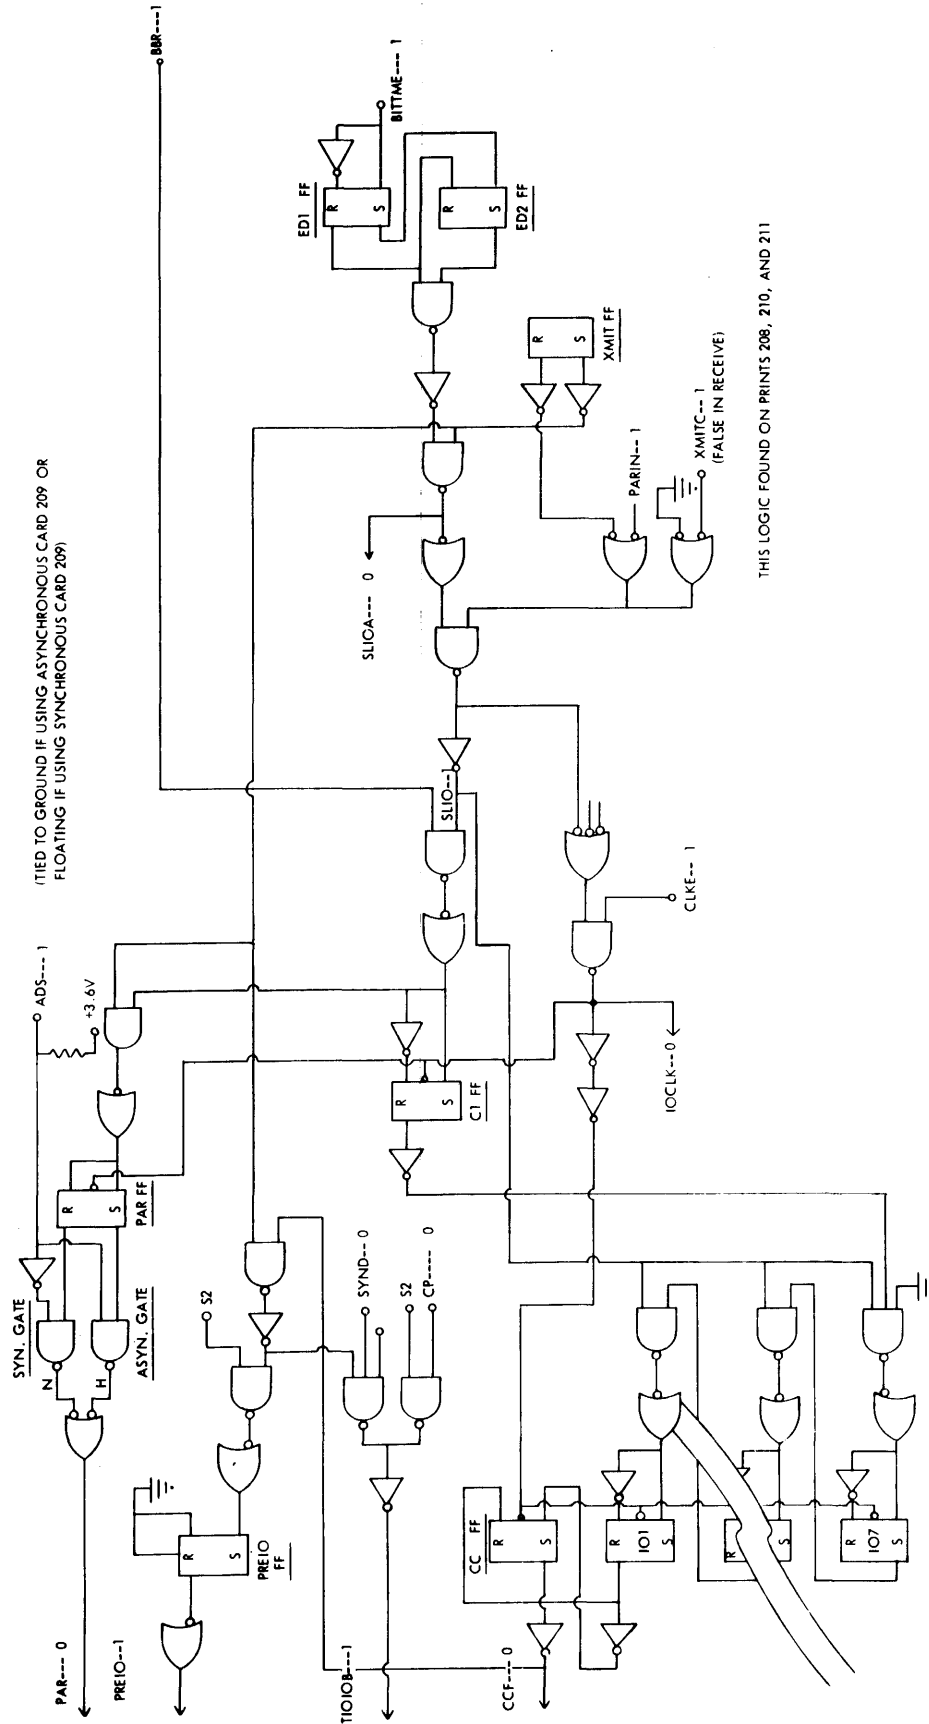 BBR---1
ED1 FF
R
S
BITTME--- 1
R
S
ED2 FF
XMIT FF
R
S
PARIN-- 1
XMITC-- 1
(FALSE IN RECEIVE)
THIS LOGIC FOUND ON PRINTS 208, 210, AND 211
(TIED TO GROUND IF USING ASYNCHRONOUS CARD 209 OR
FLOATING IF USING SYNCHRONOUS CARD 209)
SLIOA--- 0
SLIO--1
CLKE-- 1
ADS--- 1
+3.6V
R
S
C1 FF
IOCLK--0
R
S
PAR FF
SYN. GATE
N
H
ASYN. GATE
S2
SYND-- 0
S2
CP---- 0
R
S
PREIO
FF
PAR--- 0
PREIO--1
TIOIOB---1
CCF--- 0
CC FF
R
S
R
IO1
S
R
S
R
IO7
S